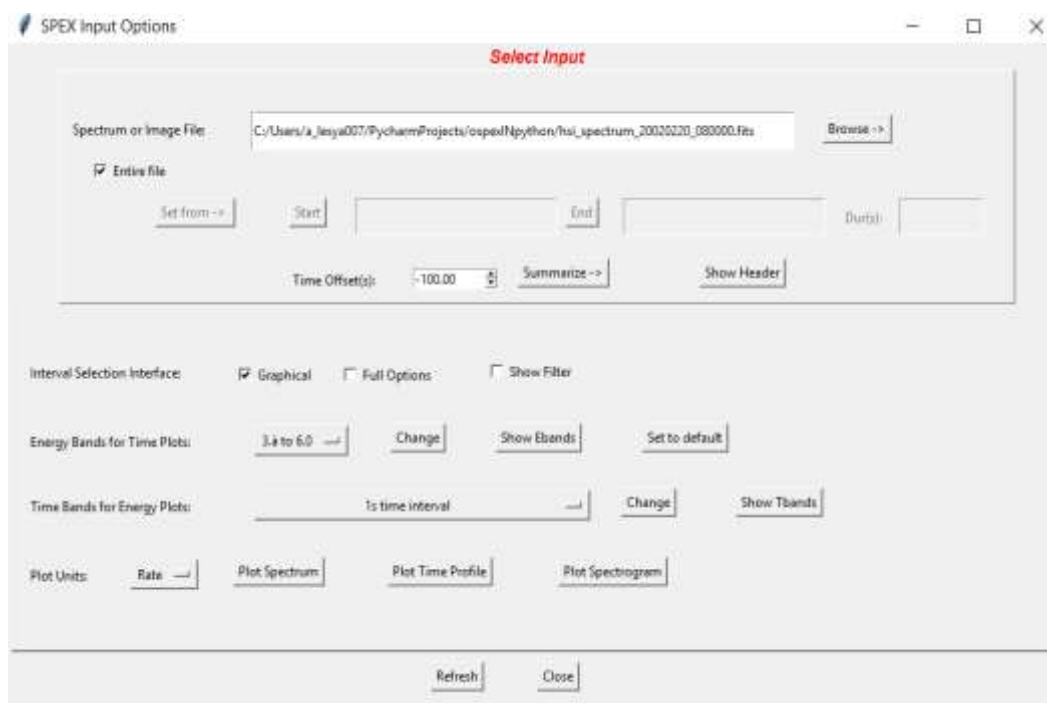 SPEX Input Options
Select Input
Spectrum or Image File: C:/Users/a_lesya007/PycharmProjects/ospexINpython/hsi_spectrum_20020220_080000.fits Browse ->
Entire file
Set from -> Start End Dur(s):
Time Offset(s): -100.00 Summarize -> Show Header
Interval Selection Interface: Graphical Full Options Show Filter
Energy Bands for Time Plots: to 6.0 Change Show Ebands Set to default
Time Bands for Energy Plots: 1s time interval Change Show Tbands
Plot Units: Rate Plot Spectrum Plot Time Profile Plot Spectrogram
Refresh Close